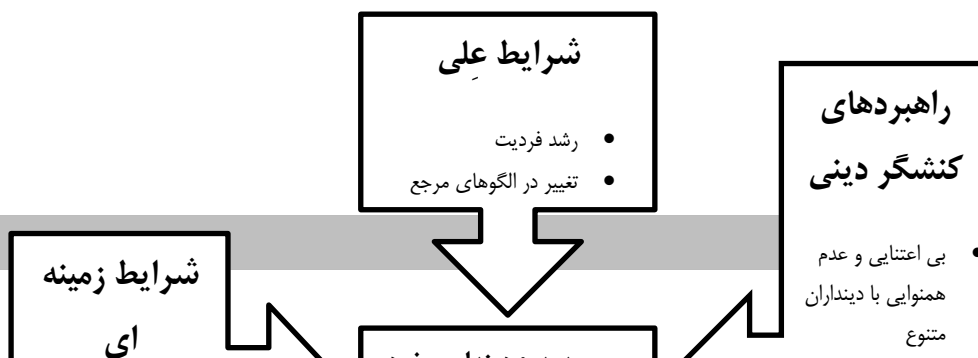 شرایط عِلی
• رشد فردیت
• تغییر در الگوهای مرجع
راهبردهای
کنشگر دینی
• بی اعتنایی و عدم
همنوایی با دینداران
متنوع
شرایط زمینه
ای